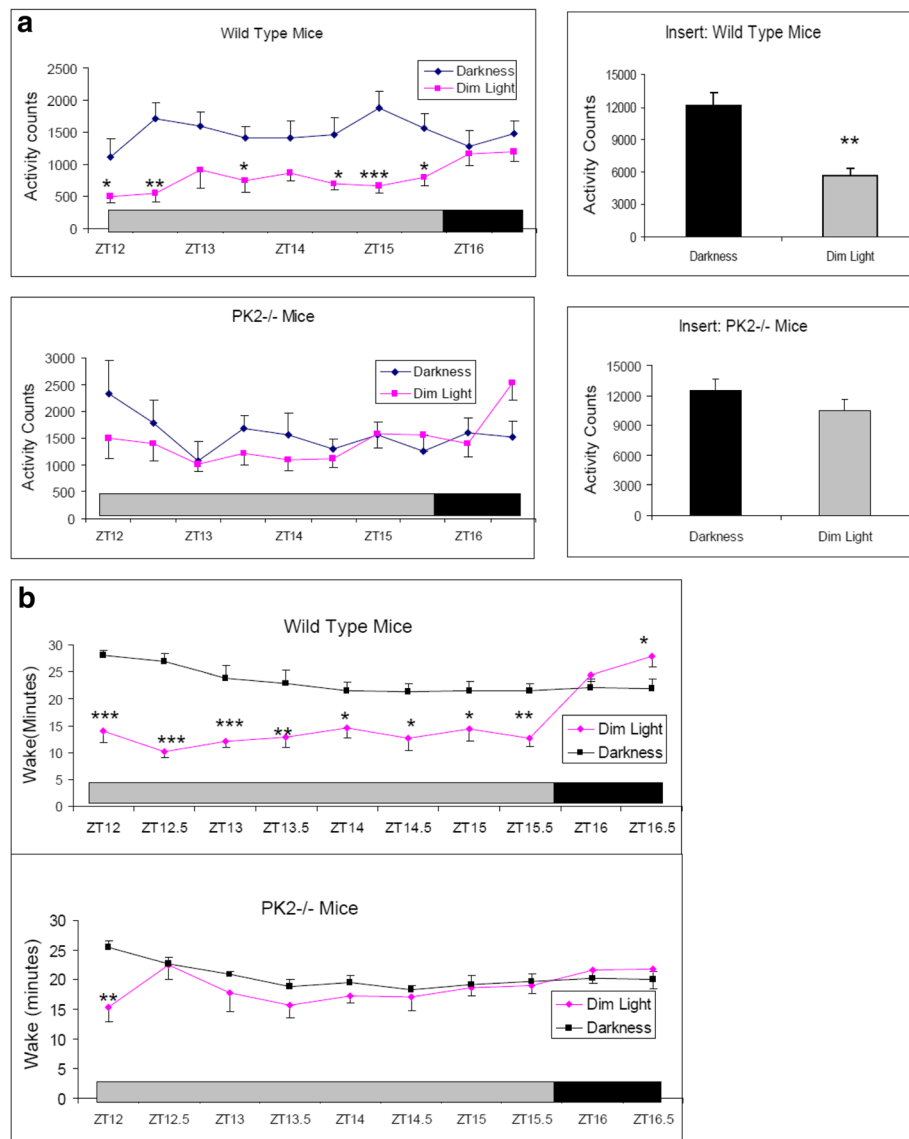 a
Wild Type Mice
Activity counts
2500
2000
1500
1000
500
0
Darkness
Dim Light
* ** * * *** *
ZT12 ZT13 ZT14 ZT15 ZT16
Insert: Wild Type Mice
Activity Counts
15000
12000
9000
6000
3000
0
**
Darkness Dim Light
PK2-/- Mice
Activity Counts
3000
2500
2000
1500
1000
500
0
Darkness
Dim Light
ZT12 ZT13 ZT14 ZT15 ZT16
Insert: PK2-/- Mice
Activity Counts
15000
12000
9000
6000
3000
0
Darkness Dim Light
b
Wild Type Mice
Wake(Minutes)
30
25
20
15
10
5
0
*** *** *** ** * * * ** *
Dim Light
Darkness
ZT12 ZT12.5 ZT13 ZT13.5 ZT14 ZT14.5 ZT15 ZT15.5 ZT16 ZT16.5
PK2-/- Mice
Wake (minutes)
30
25
20
15
10
5
0
**
Dim Light
Darkness
ZT12 ZT12.5 ZT13 ZT13.5 ZT14 ZT14.5 ZT15 ZT15.5 ZT16 ZT16.5